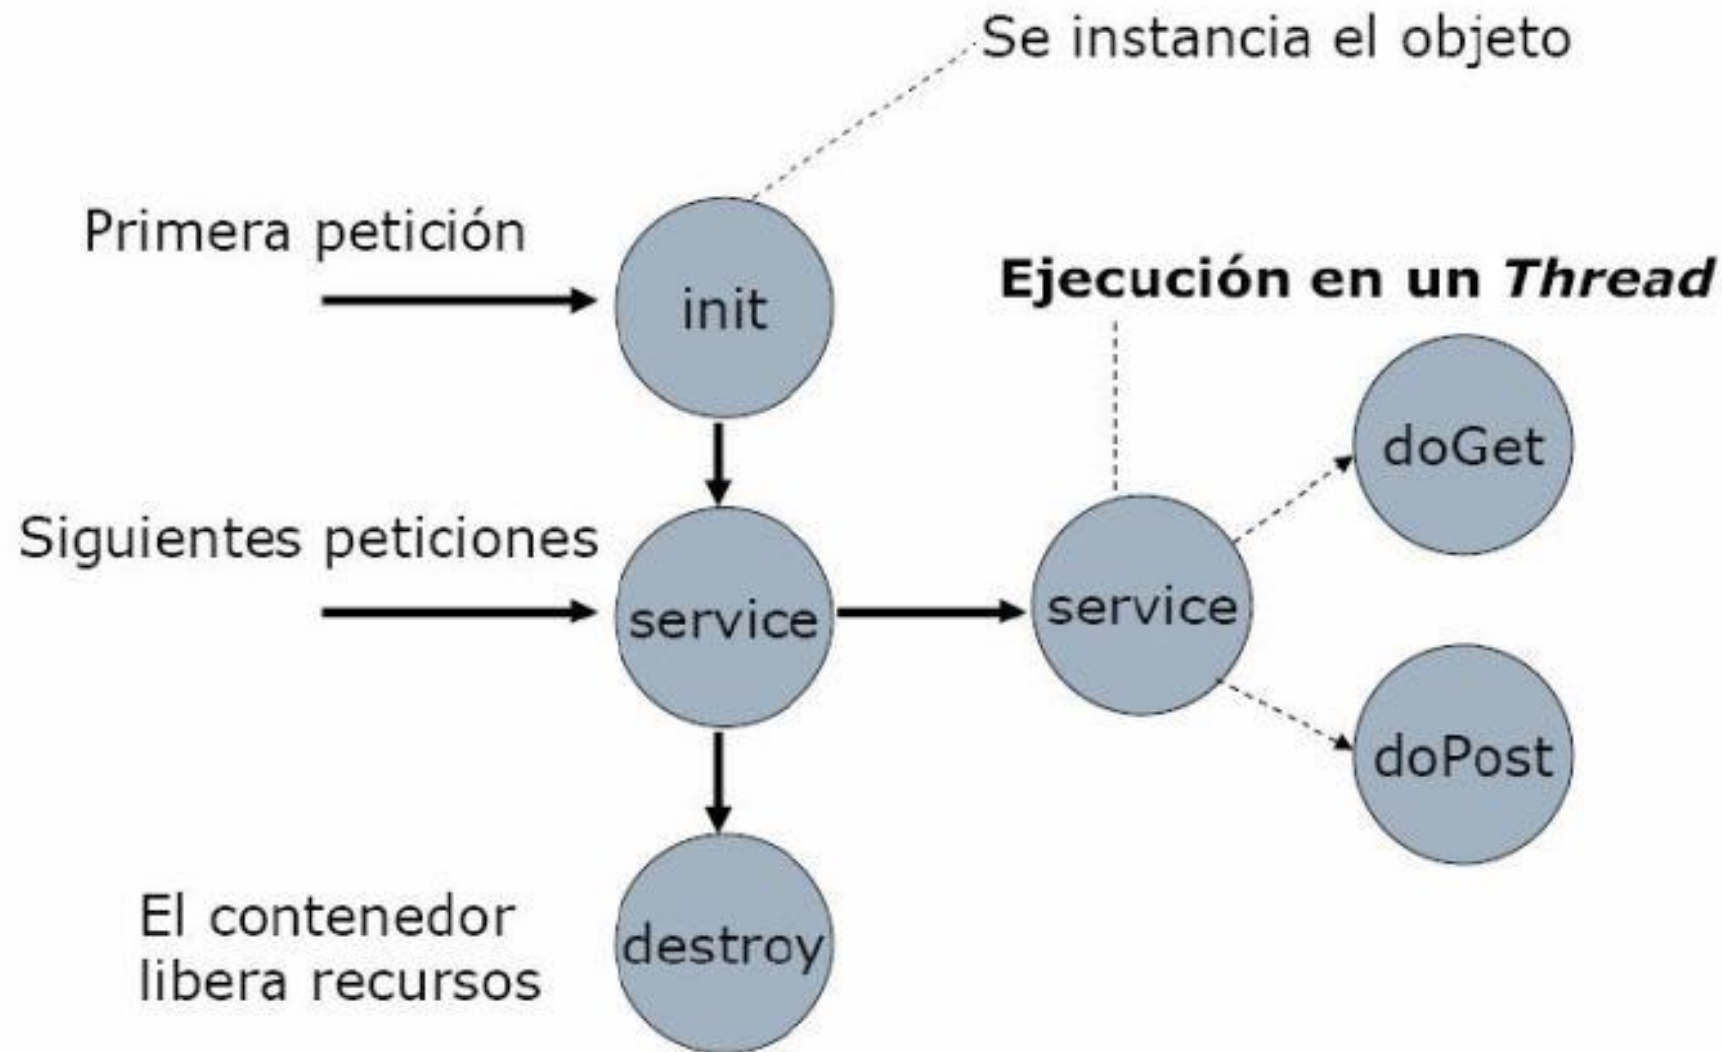 Se instancia el objeto
Primera petición
init
Ejecución en un Thread
doGet
Siguientes peticiones
service
service
doPost
El contenedor
libera recursos
destroy